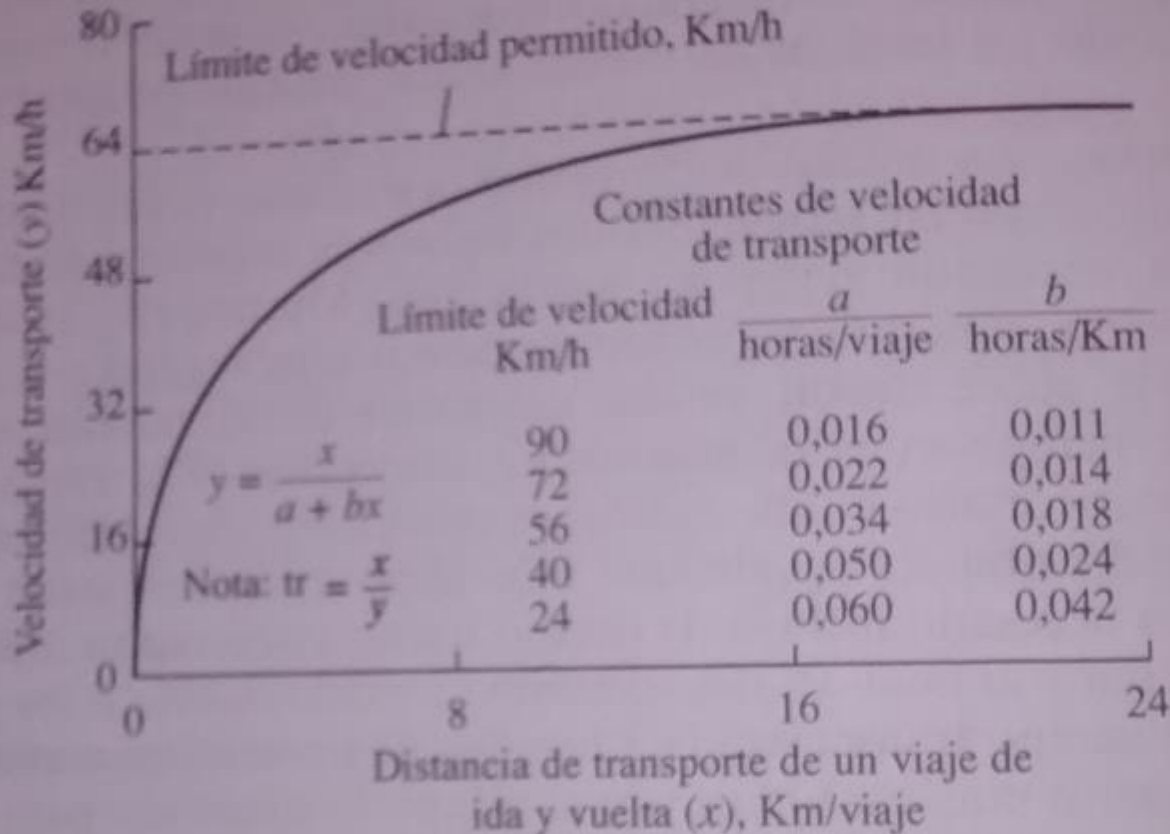 80
Límite de velocidad permitido, Km/h
Velocidad de transporte (y) Km/h
64
Constantes de velocidad
de transporte
48
Límite de velocidad
Km/h
a
horas/viaje
b
horas/Km
32
90 0,016 0,011
y = x / a + bx
72 0,022 0,014
56 0,034 0,018
16
Nota: tr = x / y
40 0,050 0,024
24 0,060 0,042
0
0 8 16 24
Distancia de transporte de un viaje de
ida y vuelta (x), Km/viaje